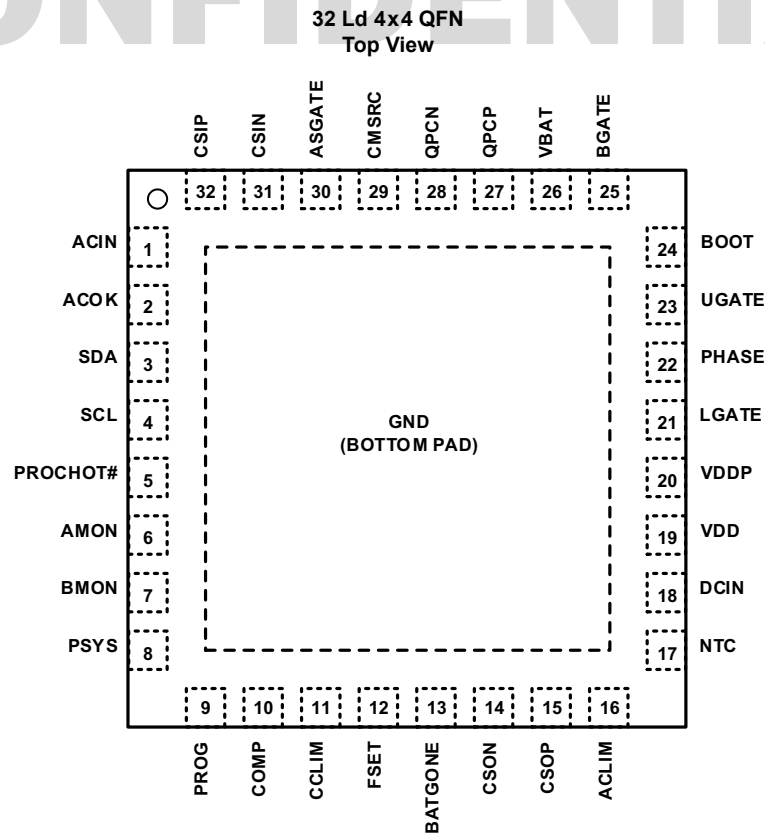 CONFIDENTIA
32 Ld 4x4 QFN
Top View
CSIP
CSIN
ASGATE
CMSRC
QPCN
QPCP
VBAT
BGATE
32 31 30 29 28 27 26 25
ACIN 1
ACOK 2
SDA 3
SCL 4
PROCHOT# 5
AMON 6
BMON 7
PSYS 8
GND
(BOTTOM PAD)
24 BOOT
23 UGATE
22 PHASE
21 LGATE
20 VDDP
19 VDD
18 DCIN
17 NTC
9 10 11 12 13 14 15 16
PROG
COMP
CCLIM
FSET
BATGONE
CSON
CSOP
ACLIM